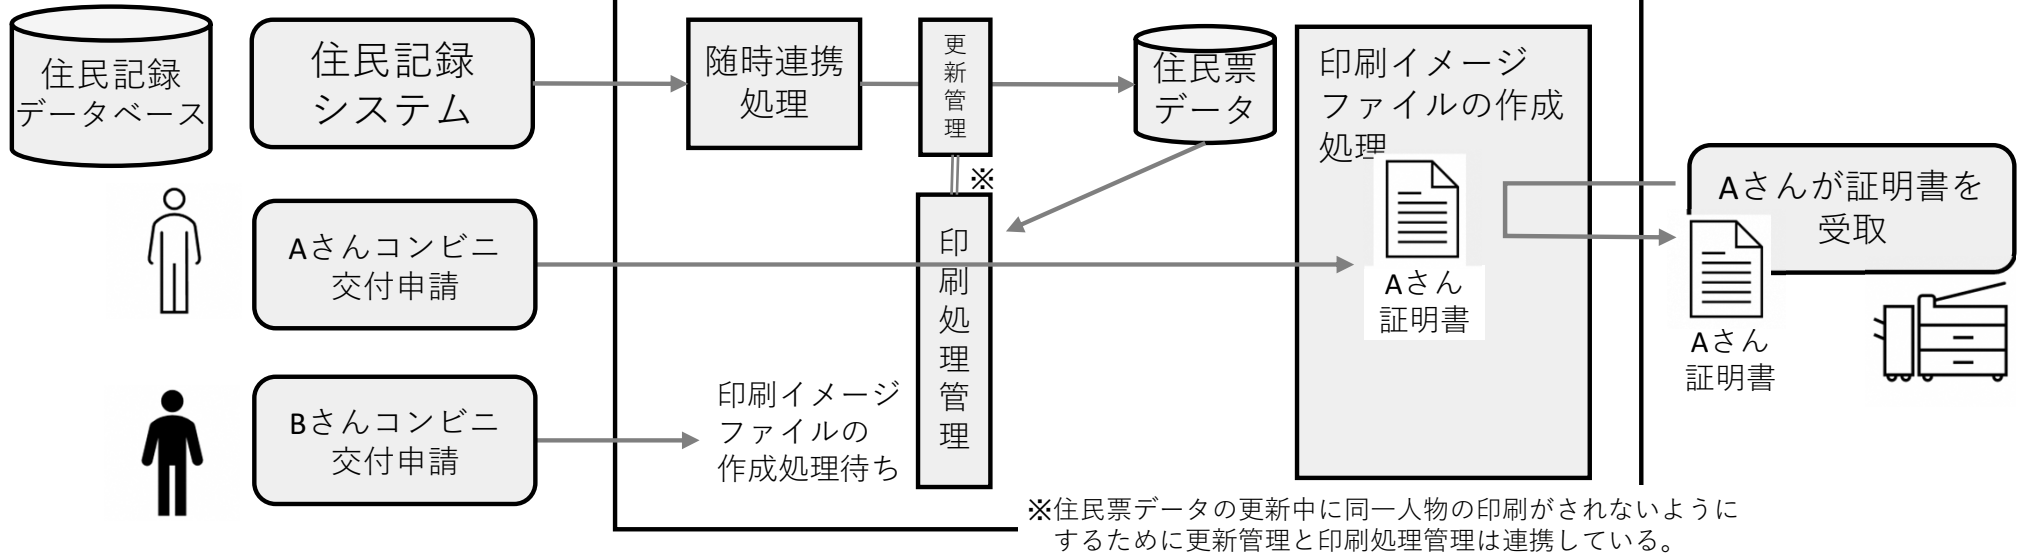 住民記録
データベース
住民記録
システム
随時連携
処理
更
新
管
理
住民票
データ
印刷イメージ
ファイルの作成
処理
※
Aさんコンビニ
交付申請
印
刷
処
理
管
理
Aさん
証明書
Aさんが証明書を
受取
Aさん
証明書
Bさんコンビニ
交付申請
印刷イメージ
ファイルの
作成処理待ち
※住民票データの更新中に同一人物の印刷がされないように
するために更新管理と印刷処理管理は連携している。